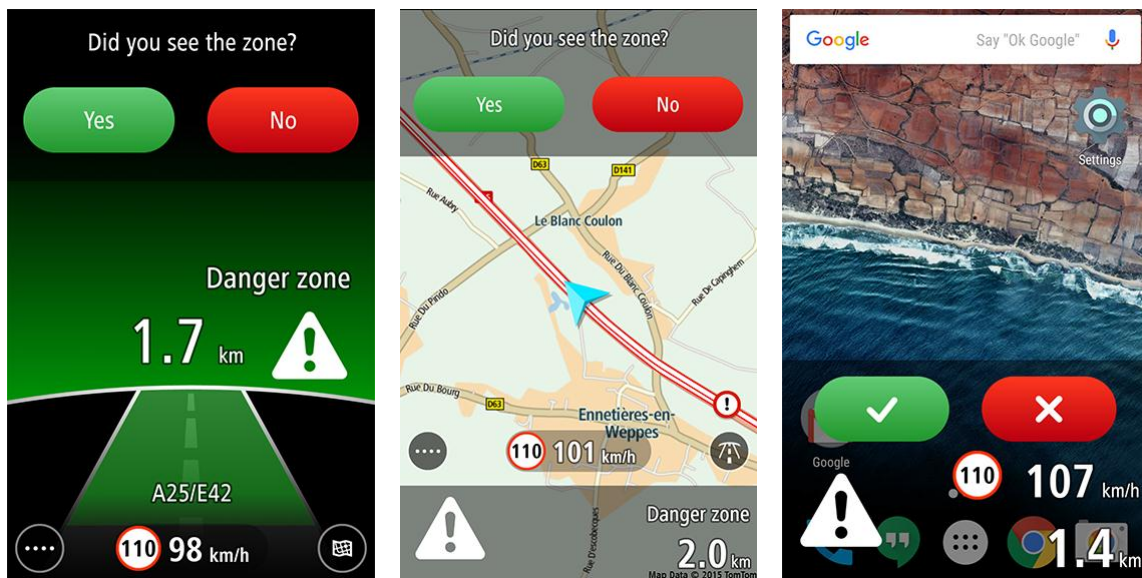 Did you see the zone?
Yes
No
Danger zone
1.7 km
A25/E42
110 98 km/h
Did you see the zone?
Yes
No
D63
D141
Rue Aubry
Le Blanc Coulon
Rue Du Blanc Coulon
Rue De Capinghem
Rue Du Pindo
Rue Du Bourg
D63
Ennetières-en-
Weppes
110 101 km/h
Rue D'escobecques
Danger zone
2.0 km
Map Data © 2015 TomTom
Google
Say "Ok Google"
Settings
Google
110 107 km/h
1.4 km